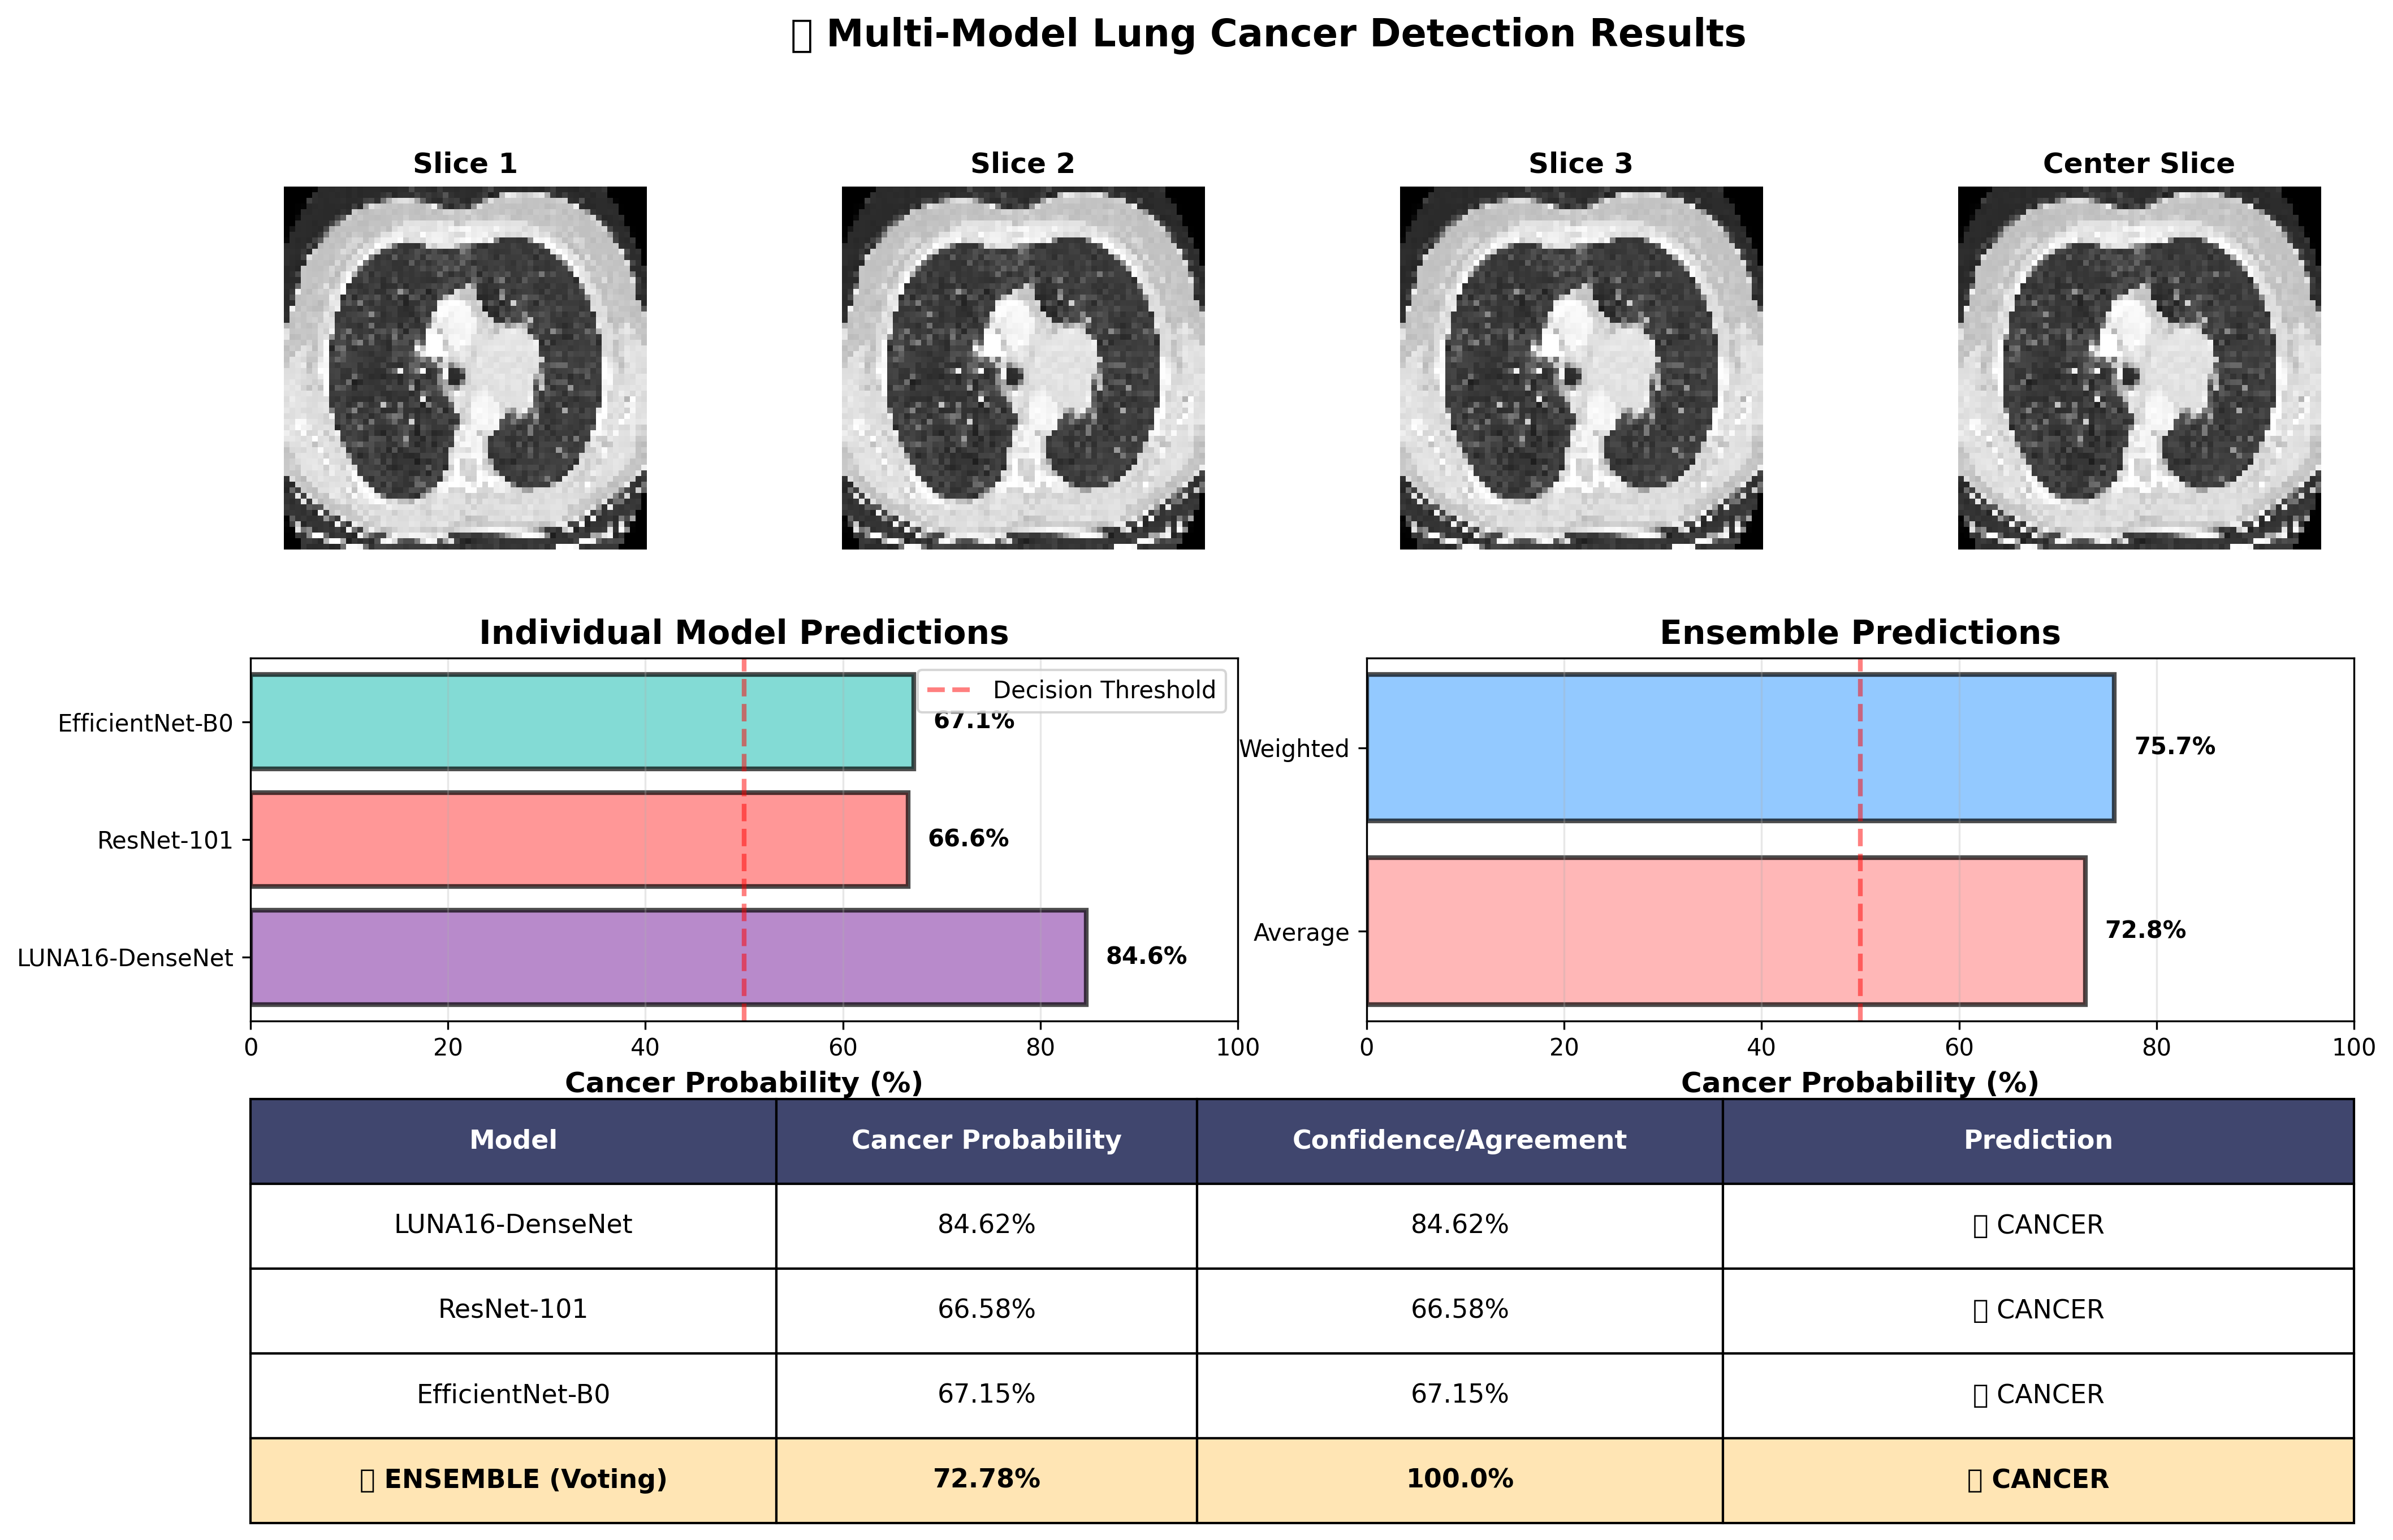 ▯ Multi-Model Lung Cancer Detection Results
Slice 1
Slice 2
Slice 3
Center Slice
Individual Model Predictions
EfficientNet-B0
ResNet-101
LUNA16-DenseNet
67.1%
66.6%
84.6%
Decision Threshold
0 20 40 60 80 100
Cancer Probability (%)
Ensemble Predictions
Weighted
Average
75.7%
72.8%
0 20 40 60 80 100
Cancer Probability (%)
Model Cancer Probability Confidence/Agreement Prediction
LUNA16-DenseNet 84.62% 84.62% ▯ CANCER
ResNet-101 66.58% 66.58% ▯ CANCER
EfficientNet-B0 67.15% 67.15% ▯ CANCER
▯ ENSEMBLE (Voting) 72.78% 100.0% ▯ CANCER